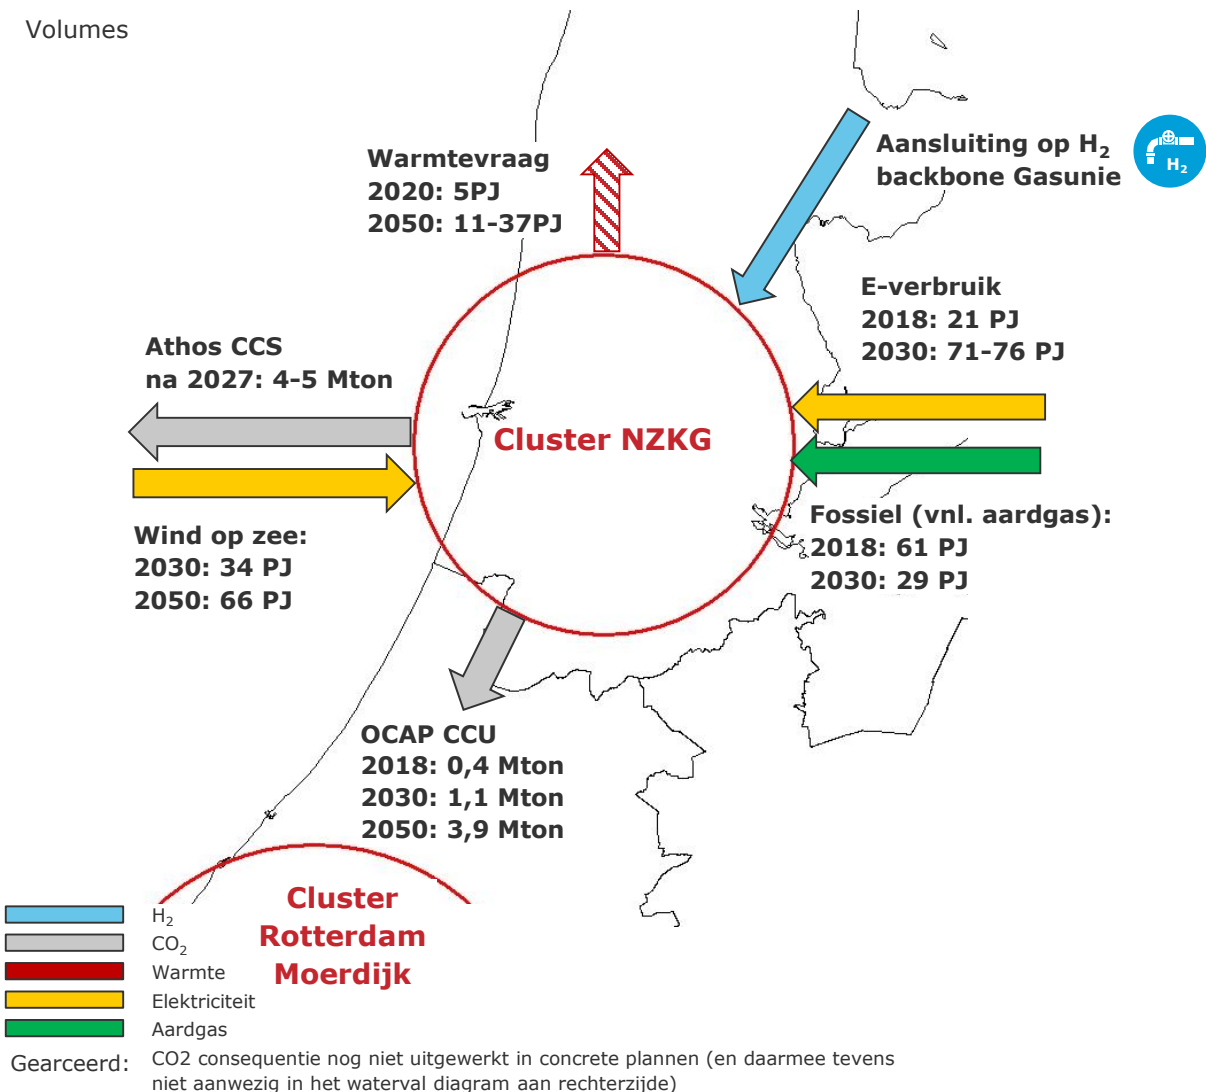 Volumes
Warmtevraag
2020: 5PJ
2050: 11-37PJ
Aansluiting op H₂
backbone Gasunie
H₂
E-verbruik
2018: 21 PJ
2030: 71-76 PJ
Athos CCS
na 2027: 4-5 Mton
Cluster NZKG
Wind op zee:
2030: 34 PJ
2050: 66 PJ
Fossiel (vnl. aardgas):
2018: 61 PJ
2030: 29 PJ
OCAP CCU
2018: 0,4 Mton
2030: 1,1 Mton
2050: 3,9 Mton
Cluster
Rotterdam
Moerdijk
H₂
CO₂
Warmte
Elektriciteit
Aardgas
Gearceerd: CO2 consequentie nog niet uitgewerkt in concrete plannen (en daarmee tevens
niet aanwezig in het waterval diagram aan rechterzijde)